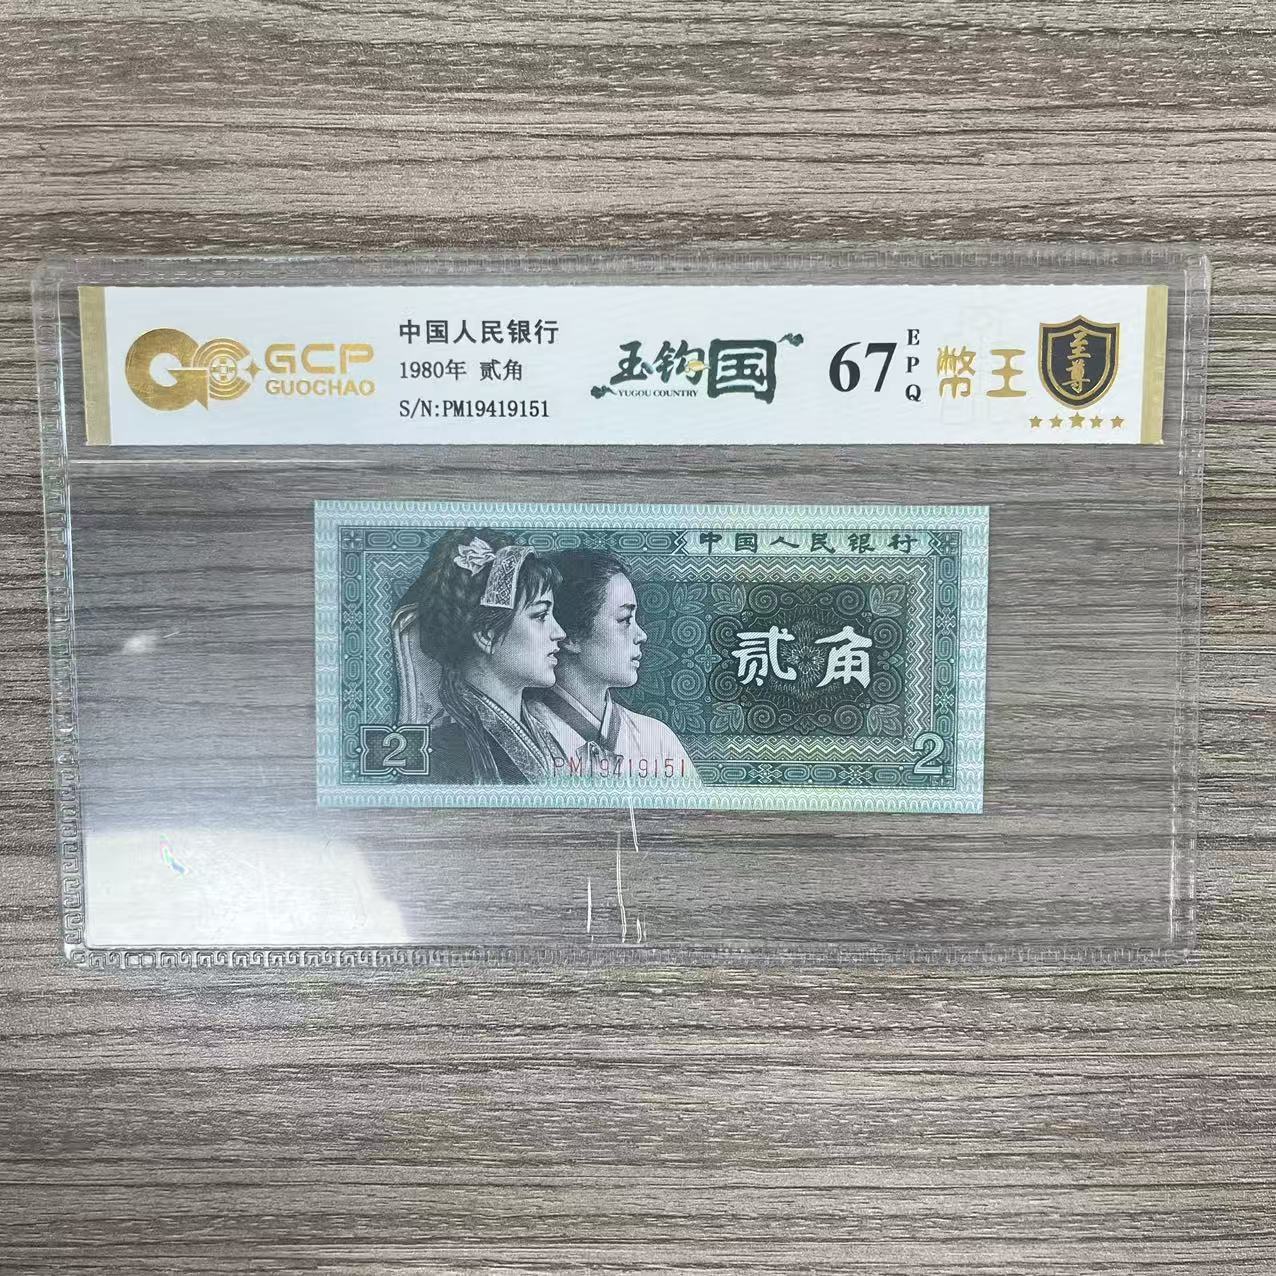 GCP
GUOCHAO
中国人民银行
1980年 贰角
S/N:PM19419151
玉钩国
YUGOU COUNTRY
67
EPQ
幣王
至尊
中国人民银行
贰角
2
2
PM19419151